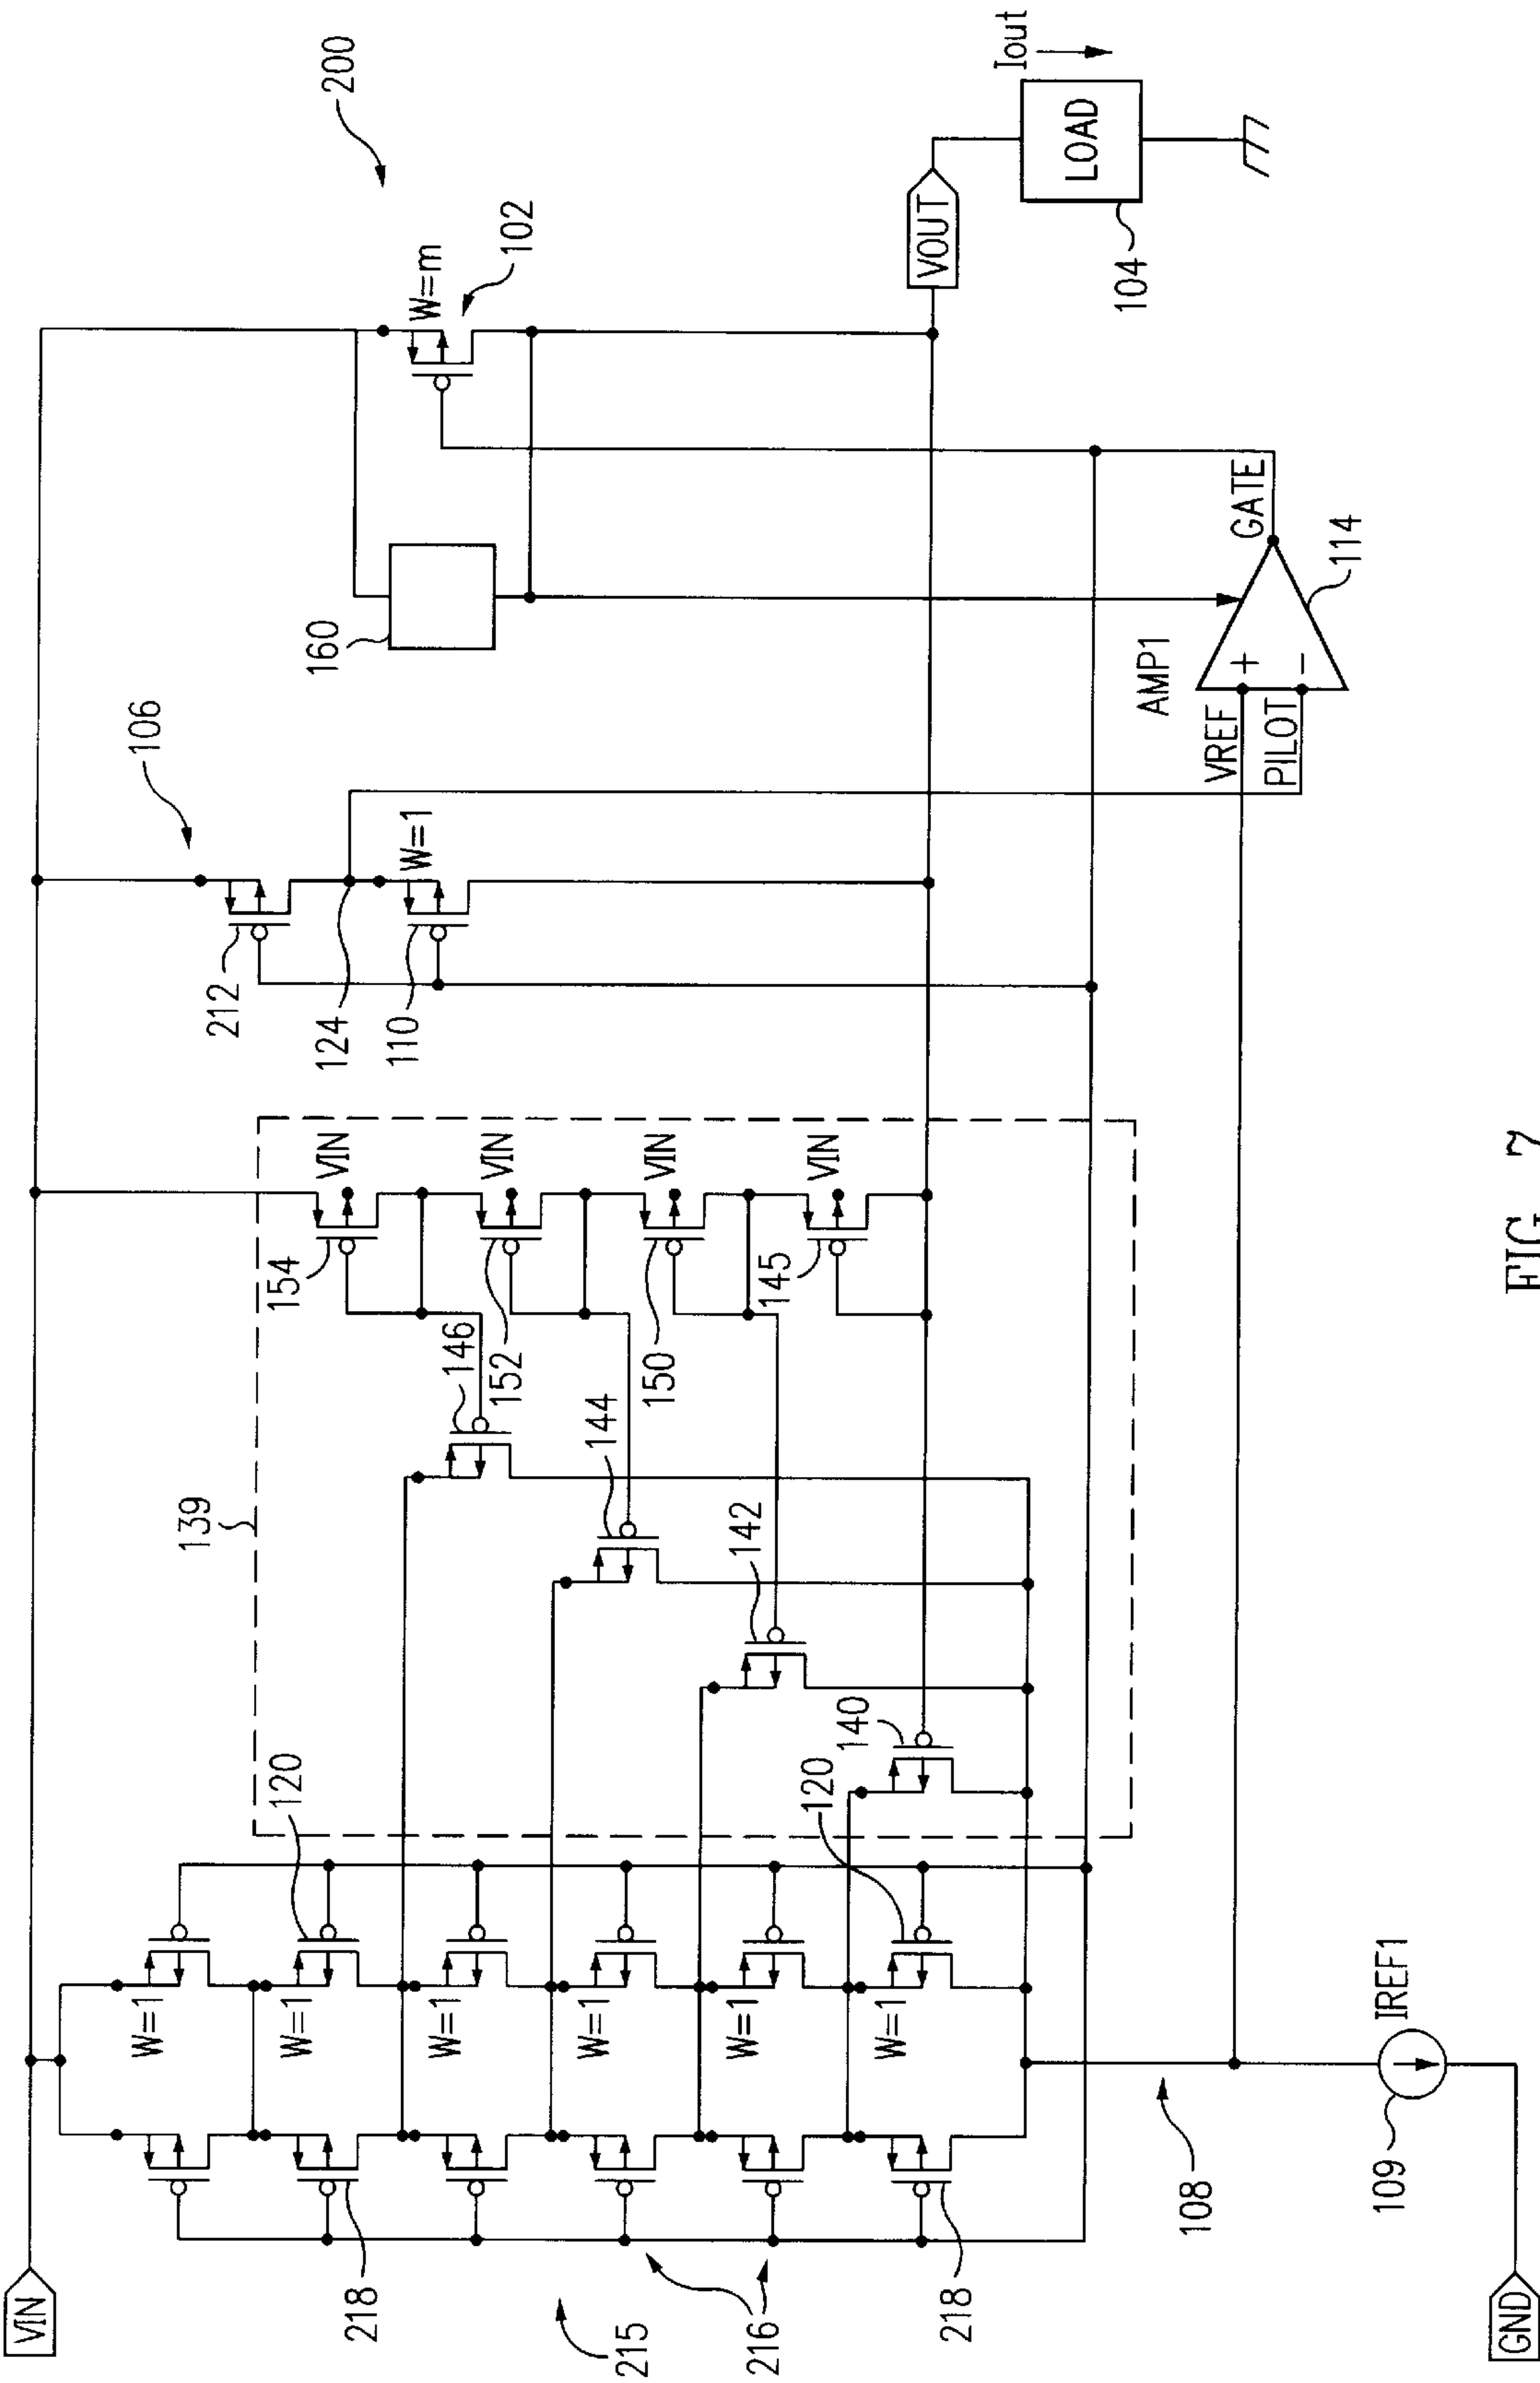 VIN
200
106
Iout
W=m
102
160
212
124
110
W=1
VOUT
LOAD
104
139
154
VIN
146
152
VIN
144
150
VIN
142
145
VIN
140
120
120
W=1
W=1
W=1
W=1
W=1
W=1
218
215
216
218
108
AMP1
VREF
PILOT
+
−
GATE
114
109
IREF1
GND
FIG. 7